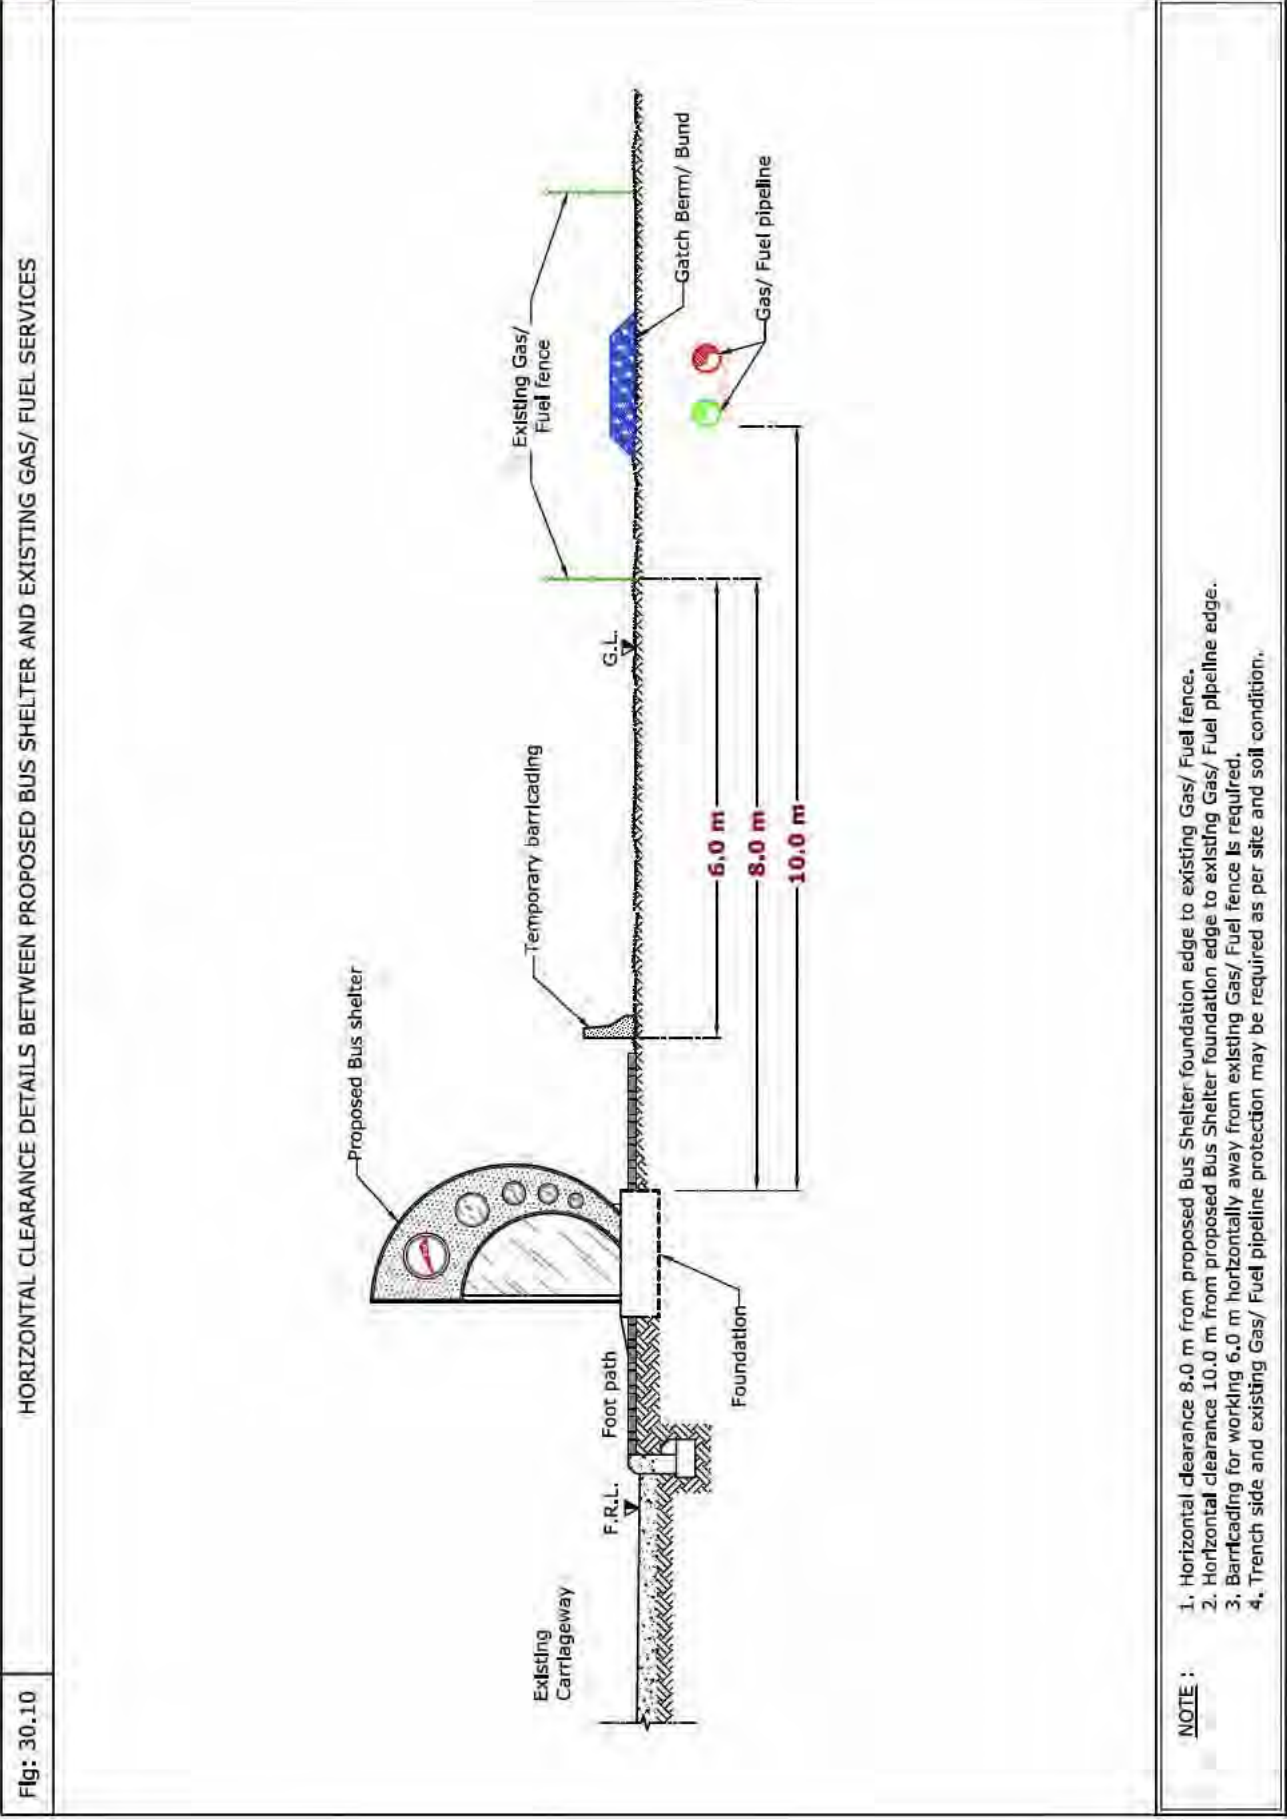 Fig: 30.10
HORIZONTAL CLEARANCE DETAILS BETWEEN PROPOSED BUS SHELTER AND EXISTING GAS/ FUEL SERVICES
Proposed Bus shelter
Existing Gas/
Fuel fence
Temporary barricading
Existing
Carriageway
F.R.L.
Foot path
G.L.
Gatch Berm/ Bund
Foundation
Gas/ Fuel pipeline
6.0 m
8.0 m
10.0 m
NOTE :
1. Horizontal clearance 8.0 m from proposed Bus Shelter foundation edge to existing Gas/ Fuel fence.
2. Horizontal clearance 10.0 m from proposed Bus Shelter foundation edge to existing Gas/ Fuel pipeline edge.
3. Barricading for working 6.0 m horizontally away from existing Gas/ Fuel fence is required.
4. Trench side and existing Gas/ Fuel pipeline protection may be required as per site and soil condition.